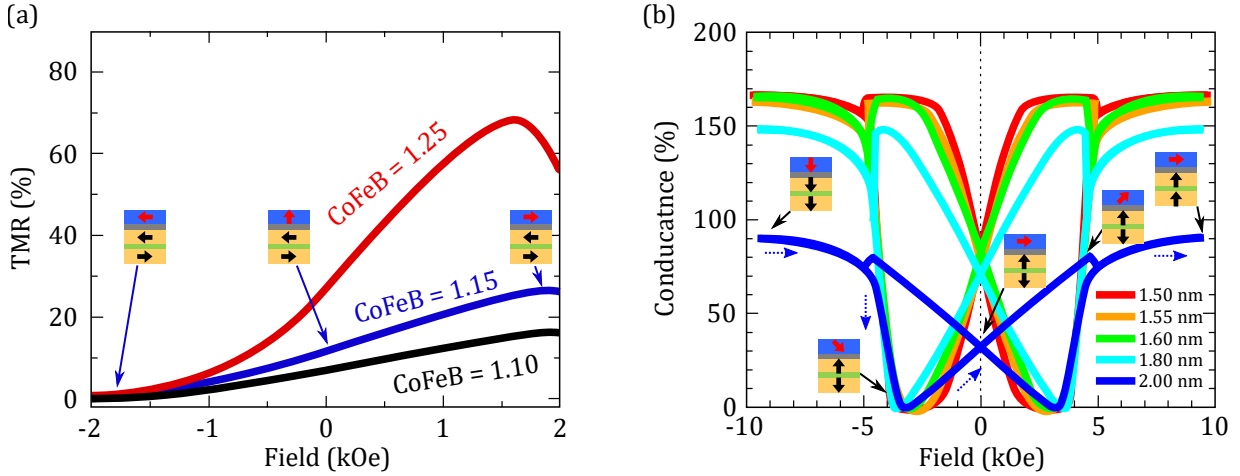 (a)
TMR (%)
80
60
40
20
0
-2
-1
0
1
2
Field (kOe)
CoFeB = 1.25
CoFeB = 1.15
CoFeB = 1.10
(b)
Conducatnce (%)
200
150
100
50
0
-10
-5
0
5
10
Field (kOe)
1.50 nm
1.55 nm
1.60 nm
1.80 nm
2.00 nm